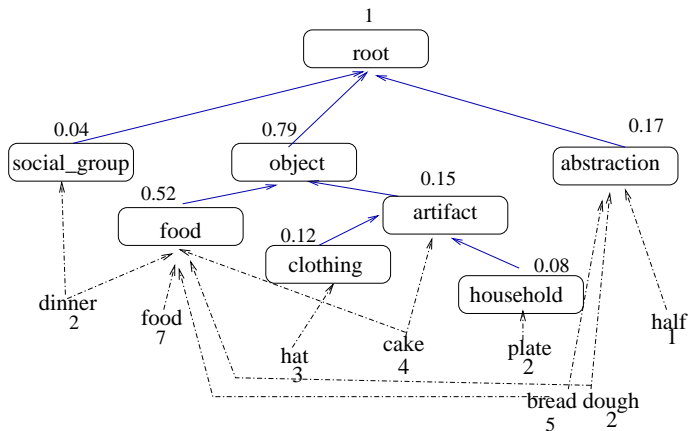 1
root
0.04
0.79
0.17
social_group
object
abstraction
0.52
0.15
food
artifact
0.12
clothing
0.08
household
dinner
2
food
7
hat
3
cake
4
plate
2
half
1
bread dough
5 2